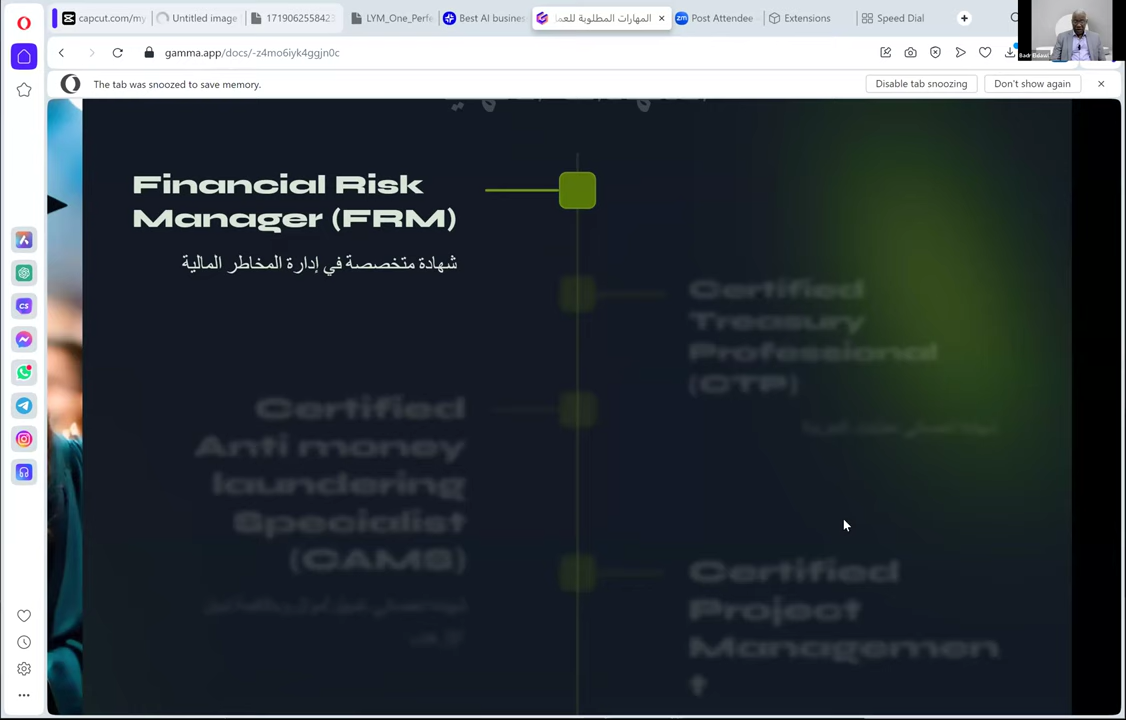 capcut.com/my
Untitled image
1719062558423
LYM_One_Perfe
Best AI busines
المهارات المطلوبة للعما
Post Attendee
Extensions
Speed Dial
gamma.app/docs/-z4mo6iyk4ggjn0c
The tab was snoozed to save memory.
Disable tab snoozing
Don't show again
Financial Risk
Manager (FRM)
شهادة متخصصة في إدارة المخاطر المالية
Certified
Treasury
Professional
(CTP)
Certified
Anti money
laundering
Specialist
(CAMS)
Certified
Project
Managemen
t